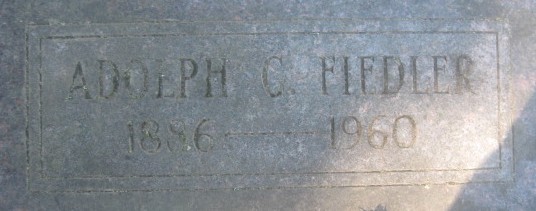 ADOLPH C. FIEDLER
1886 — 1960